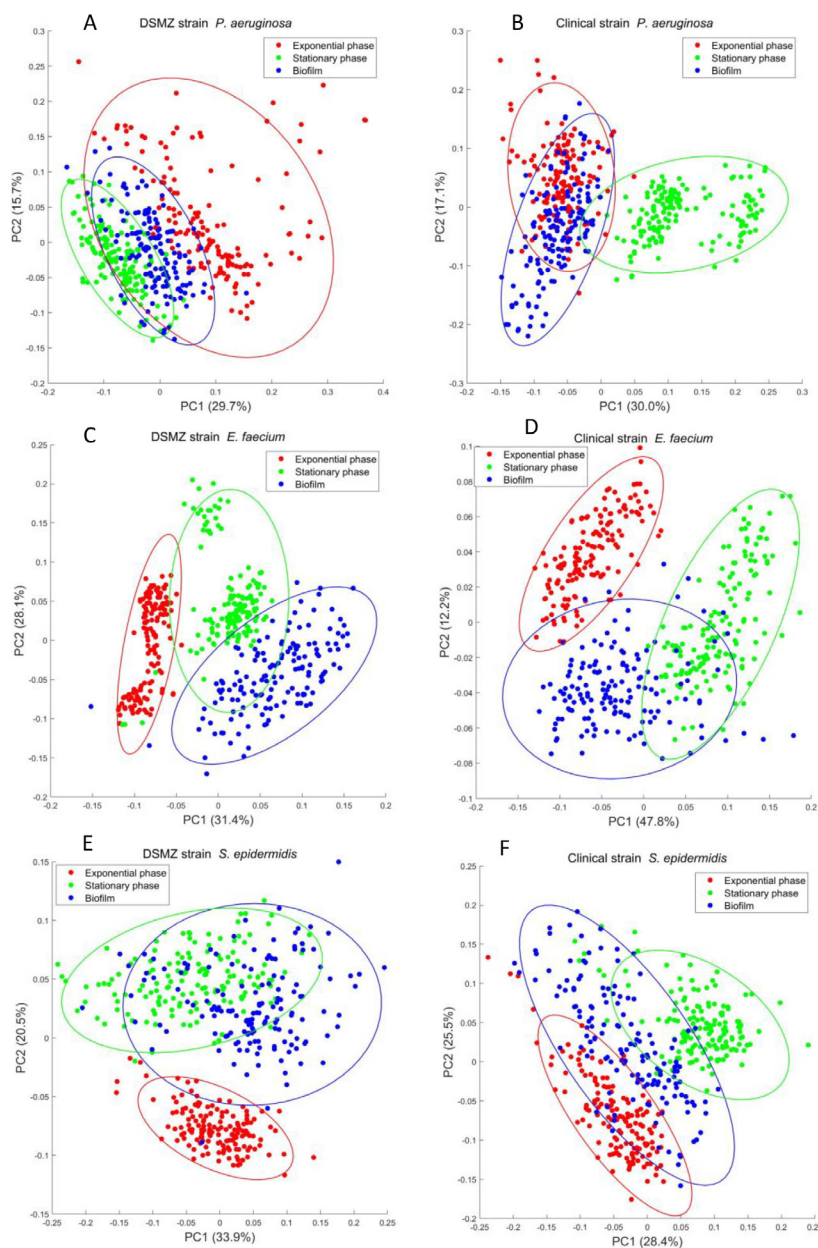 A
DSMZ strain P. aeruginosa
Exponential phase
Stationary phase
Biofilm
0.3
0.25
0.2
0.15
0.1
0.05
0
-0.05
-0.1
-0.15
-0.2
PC2 (15.7%)
-0.2 -0.1 0 0.1 0.2 0.3 0.4
PC1 (29.7%)
B
Clinical strain P. aeruginosa
Exponential phase
Stationary phase
Biofilm
0.3
0.2
0.1
0
-0.1
-0.2
-0.3
PC2 (17.1%)
-0.2 -0.15 -0.1 -0.05 0 0.05 0.1 0.15 0.2 0.25 0.3
PC1 (30.0%)
C
DSMZ strain E. faecium
Exponential phase
Stationary phase
Biofilm
0.25
0.2
0.15
0.1
0.05
0
-0.05
-0.1
-0.15
-0.2
PC2 (28.1%)
-0.2 -0.15 -0.1 -0.05 0 0.05 0.1 0.15 0.2
PC1 (31.4%)
D
Clinical strain E. faecium
Exponential phase
Stationary phase
Biofilm
0.1
0.08
0.06
0.04
0.02
0
-0.02
-0.04
-0.06
-0.08
-0.1
PC2 (12.2%)
-0.2 -0.15 -0.1 -0.05 0 0.05 0.1 0.15 0.2
PC1 (47.8%)
E
DSMZ strain S. epidermidis
Exponential phase
Stationary phase
Biofilm
0.15
0.1
0.05
0
-0.05
-0.1
-0.15
PC2 (20.5%)
-0.25 -0.2 -0.15 -0.1 -0.05 0 0.05 0.1 0.15 0.2 0.25
PC1 (33.9%)
F
Clinical strain S. epidermidis
Exponential phase
Stationary phase
Biofilm
0.25
0.2
0.15
0.1
0.05
0
-0.05
-0.1
-0.15
-0.2
PC2 (25.5%)
-0.25 -0.2 -0.15 -0.1 -0.05 0 0.05 0.1 0.15 0.2 0.25
PC1 (28.4%)